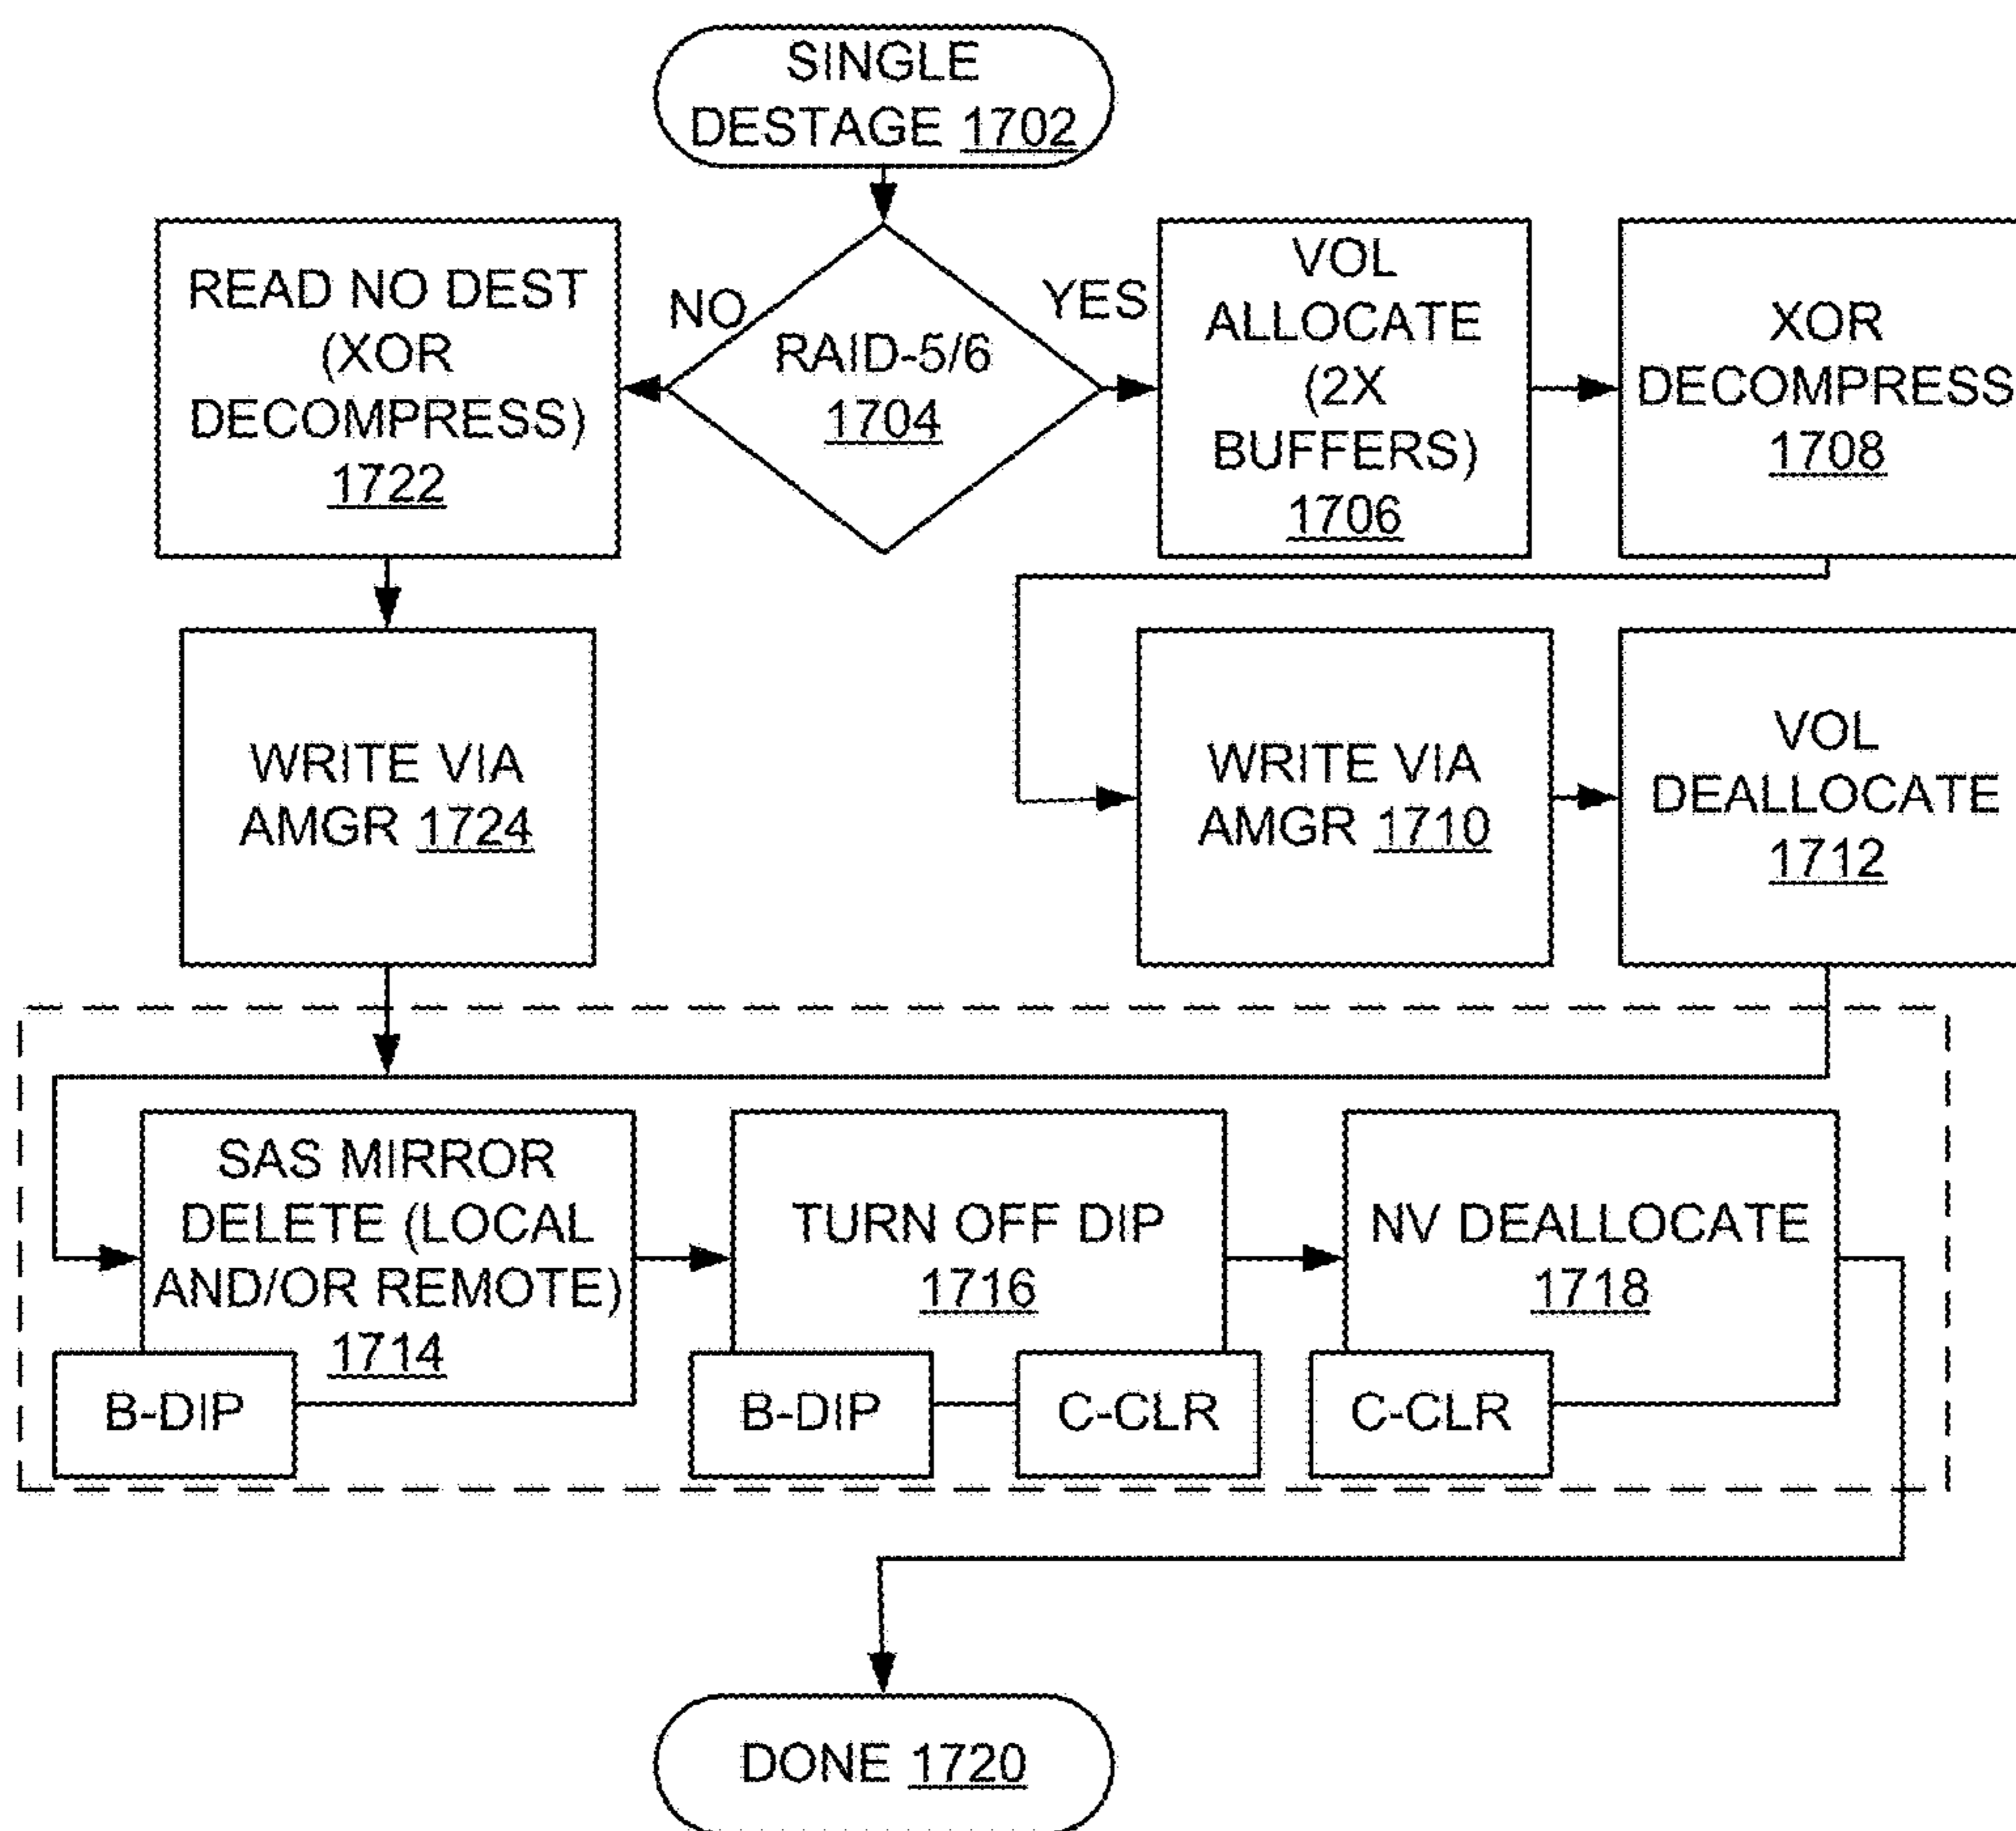 SINGLE
DESTAGE 1702
READ NO DEST
(XOR
DECOMPRESS)
1722
NO
RAID-5/6
1704
YES
VOL
ALLOCATE
(2X
BUFFERS)
1706
XOR
DECOMPRESS
1708
WRITE VIA
AMGR 1724
WRITE VIA
AMGR 1710
VOL
DEALLOCATE
1712
SAS MIRROR
DELETE (LOCAL
AND/OR REMOTE)
1714
B-DIP
TURN OFF DIP
1716
B-DIP
C-CLR
NV DEALLOCATE
1718
C-CLR
DONE 1720